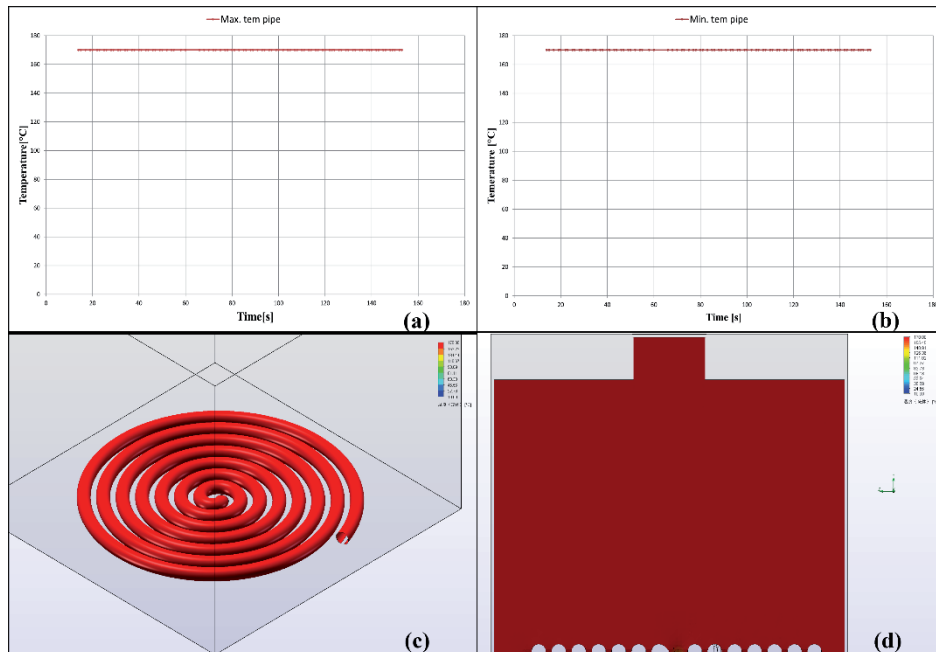 Max. tem pipe
Temperature[°C]
180
160
140
120
100
80
60
40
20
0
0 20 40 60 80 100 120 140 160 180
Time[s]
(a)
Min. tem pipe
Temerature [°C]
180
160
140
120
100
80
60
40
20
0
0 20 40 60 80 100 120 140 160 180
Time [s]
(b)
(c)
(d)